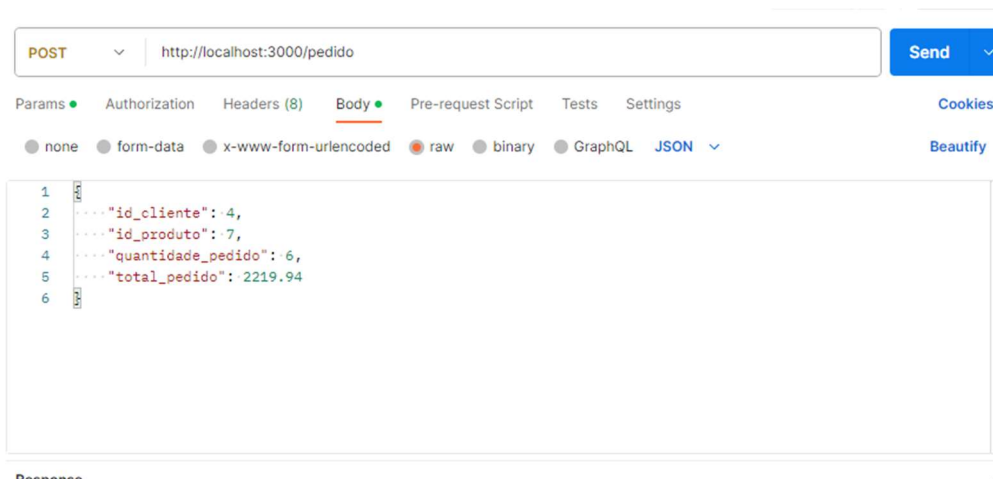 POST http://localhost:3000/pedido Send
Params Authorization Headers (8) Body Pre-request Script Tests Settings Cookies
none form-data x-www-form-urlencoded raw binary GraphQL JSON Beautify
1 {
2 "id_cliente": 4,
3 "id_produto": 7,
4 "quantidade_pedido": 6,
5 "total_pedido": 2219.94
6 }
Response